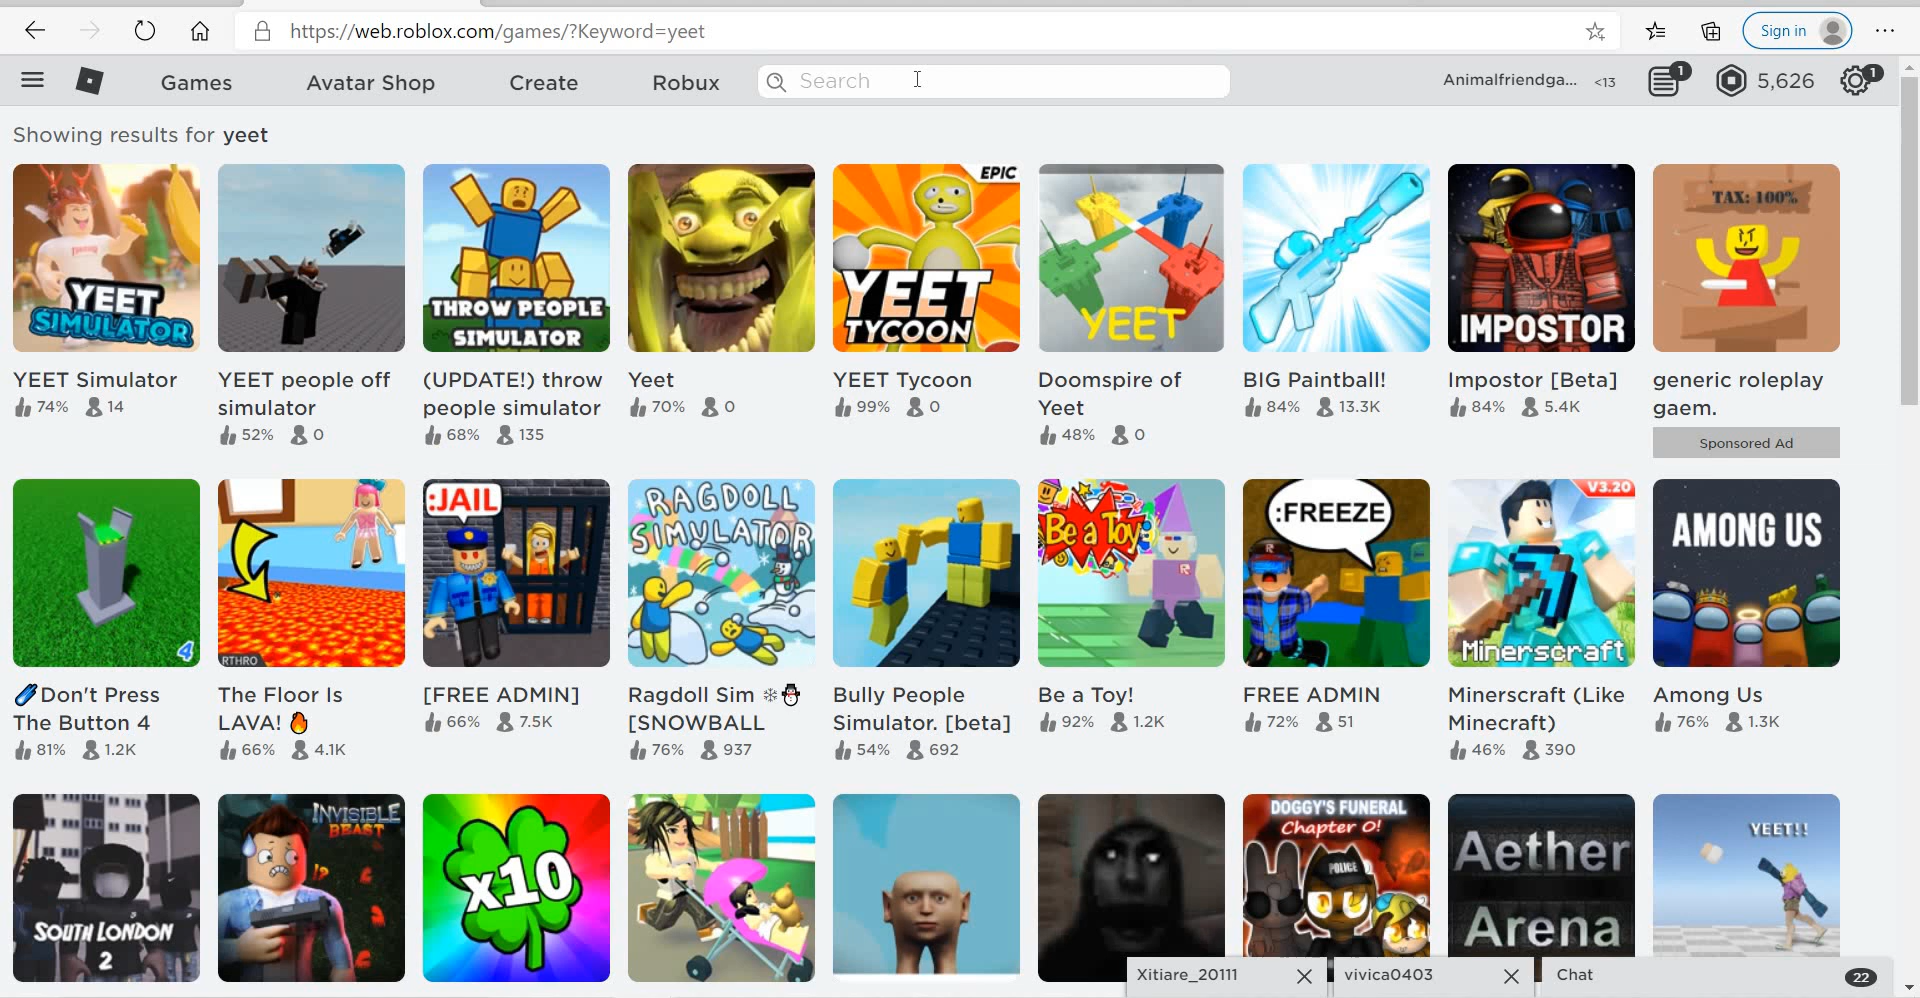 https://web.roblox.com/games/?Keyword=yeet
Sign in
Games
Avatar Shop
Create
Robux
Search
Animalfriendga...
<13
1
5,626
1
Showing results for yeet
YEET
SIMULATOR
THROW PEOPLE
SIMULATOR
EPIC
YEET
TYCOON
YEET
IMPOSTOR
TAX: 100%
YEET Simulator
74% 14
YEET people off
simulator
52% 0
(UPDATE!) throw
people simulator
68% 135
Yeet
70% 0
YEET Tycoon
99% 0
Doomspire of
Yeet
48% 0
BIG Paintball!
84% 13.3K
Impostor [Beta]
84% 5.4K
generic roleplay
gaem.
Sponsored Ad
4
RTHRO
:JAIL
RAGDOLL
SIMULATOR
Be a Toy!
:FREEZE
V3.20
Minerscraft
AMONG US
Don't Press
The Button 4
81% 1.2K
The Floor Is
LAVA!
66% 4.1K
[FREE ADMIN]
66% 7.5K
Ragdoll Sim
[SNOWBALL
76% 937
Bully People
Simulator. [beta]
54% 692
Be a Toy!
92% 1.2K
FREE ADMIN
72% 51
Minerscraft (Like
Minecraft)
46% 390
Among Us
76% 1.3K
SOUTH LONDON
2
INVISIBLE
BEAST
x10
DOGGY'S FUNERAL
Chapter 0!
POLICE
Aether
Arena
YEET!!
Xitiare_20111
vivica0403
Chat
22